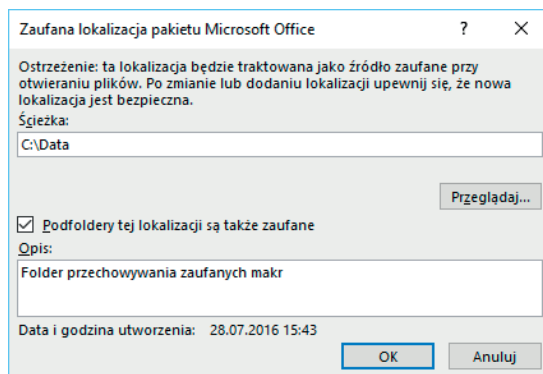 Zaufana lokalizacja pakietu Microsoft Office ?
Ostrzeżenie: ta lokalizacja będzie traktowana jako źródło zaufane przy
otwieraniu plików. Po zmianie lub dodaniu lokalizacji upewnij się, że nowa
lokalizacja jest bezpieczna.
Ścieżka:
C:\Data
Przeglądaj...
Podfoldery tej lokalizacji są także zaufane
Opis:
Folder przechowywania zaufanych makr
Data i godzina utworzenia: 28.07.2016 15:43
OK Anuluj